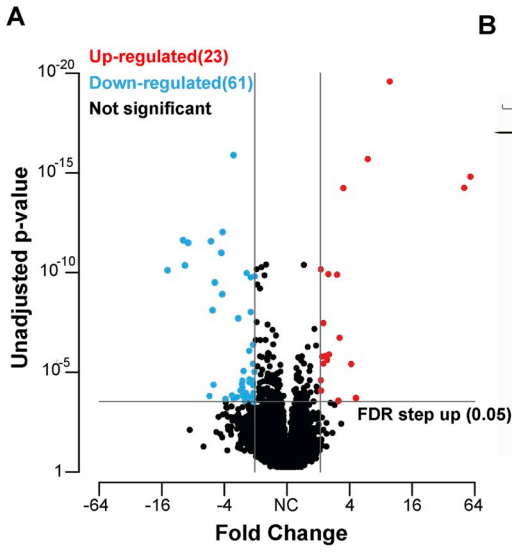 A
B
Up-regulated(23)
Down-regulated(61)
Not significant
10-20
10-15
10-10
10-5
1
Unadjusted p-value
FDR step up (0.05)
-64 -16 -4 NC 4 16 64
Fold Change